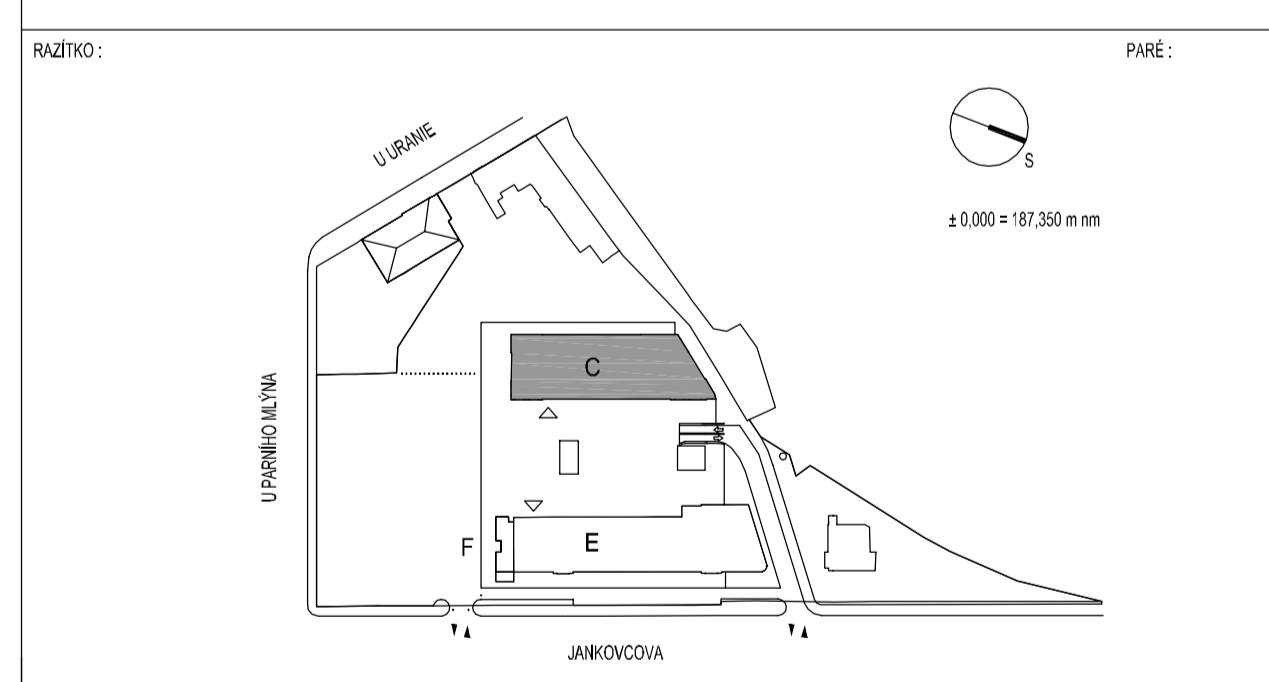 RAZÍTKO :
PARÉ :
U URANIE
S
± 0,000 = 187,350 m nm
C
U PARNÍHO MLÝNA
F
E
JANKOVCOVA